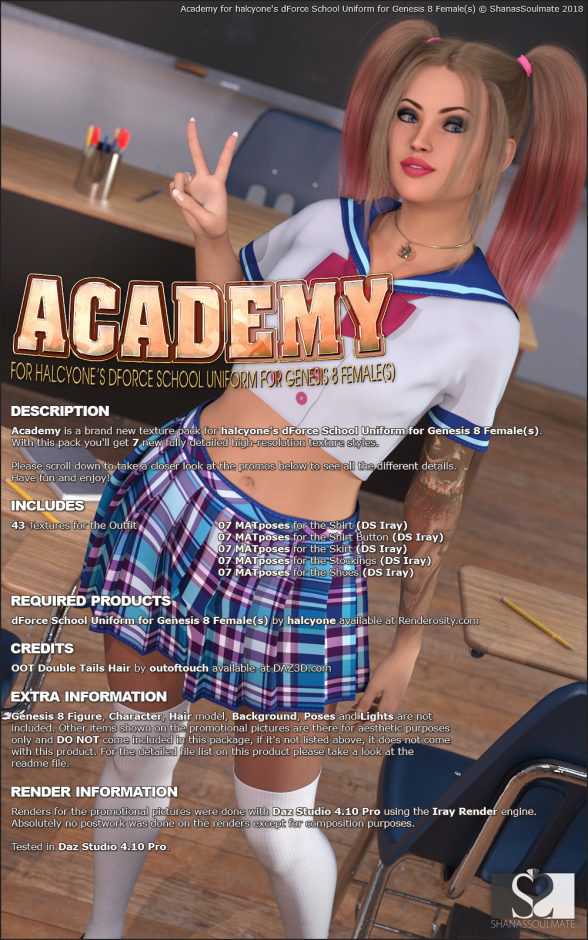 Academy for halcyone's dForce School Uniform for Genesis 8 Female(s) © ShanasSoulmate 2018
ACADEMY
FOR HALCYONE'S DFORCE SCHOOL UNIFORM FOR GENESIS 8 FEMALE(S)
DESCRIPTION
Academy is a brand new texture pack for halcyone's dForce School Uniform for Genesis 8 Female(s).
With this pack you'll get 7 new fully detailed high-resolution texture styles.
Please scroll down to take a closer look at the promos below to see all the different details.
Have fun and enjoy!
INCLUDES
43 Textures for the Outfit
07 MATposes for the Shirt (DS Iray)
07 MATposes for the Shirt Button (DS Iray)
07 MATposes for the Skirt (DS Iray)
07 MATposes for the Stockings (DS Iray)
07 MATposes for the Shoes (DS Iray)
REQUIRED PRODUCTS
dForce School Uniform for Genesis 8 Female(s) by halcyone available at Renderosity.com
CREDITS
OOT Double Tails Hair by outoftouch available at DAZ3D.com
EXTRA INFORMATION
Genesis 8 Figure, Character, Hair model, Background, Poses and Lights are not
included. Other items shown on the promotional pictures are there for aesthetic purposes
only and DO NOT come included in this package, if it's not listed above, it does not come
with this product. For the detailed file list on this product please take a look at the
readme file.
RENDER INFORMATION
Renders for the promotional pictures were done with Daz Studio 4.10 Pro using the Iray Render engine.
Absolutely no postwork was done on the renders except for composition purposes.
Tested in Daz Studio 4.10 Pro.
SHANASSOULMATE